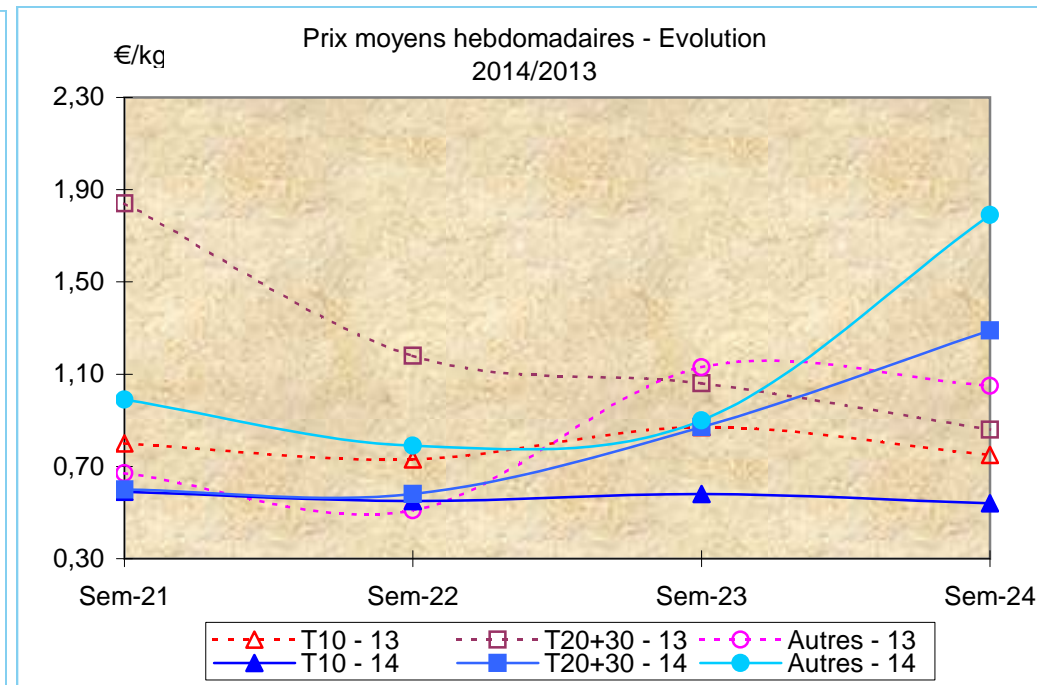 Prix moyens hebdomadaires - Evolution
2014/2013
€/kg
2,30
1,90
1,50
1,10
0,70
0,30
Sem-21 Sem-22 Sem-23 Sem-24
T10 - 13 T20+30 - 13 Autres - 13
T10 - 14 T20+30 - 14 Autres - 14